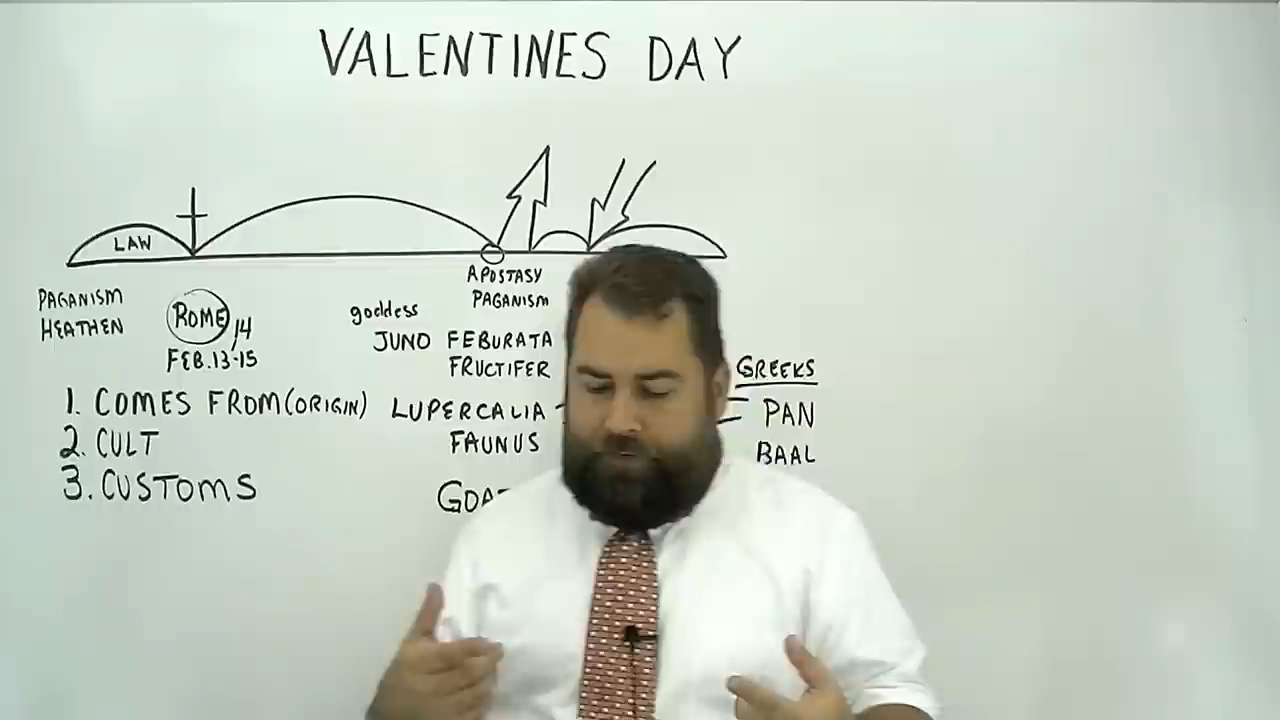 VALENTINES DAY
LAW
APOSTASY
PAGANISM
PAGANISM
HEATHEN
ROME
14
FEB.13-15
goddess
JUNO FEBURATA
FRUCTIFER
GREEKS
1. COMES FROM (ORIGIN)
2. CULT
3. CUSTOMS
LUPERCALIA -
FAUNUS
= PAN
BAAL